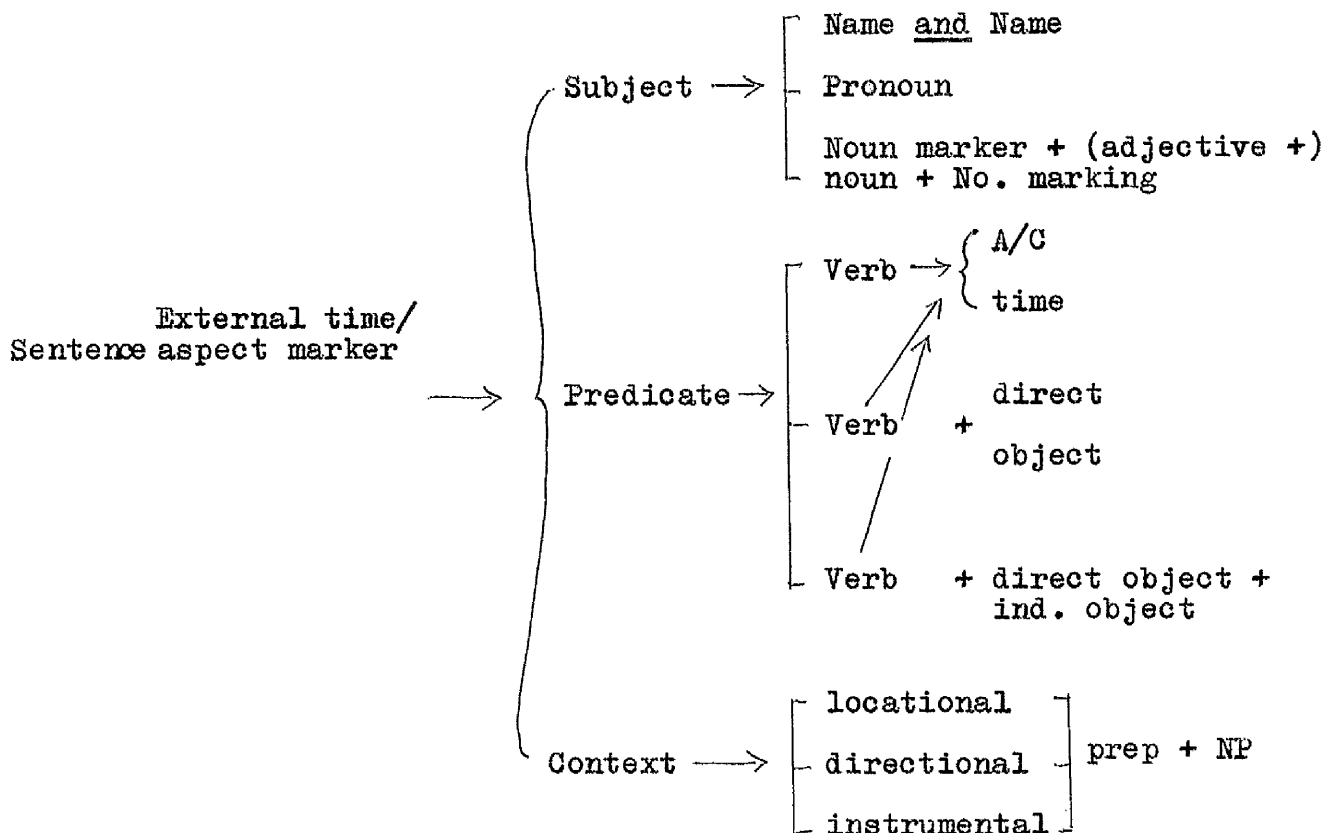 Name and Name
Subject → Pronoun
Noun marker + (adjective +)
noun + No. marking
External time/
Sentence aspect marker →
Predicate →
Verb → A/C
time
Verb + direct
object
Verb + direct object +
ind. object
Context →
locational
directional
instrumental
prep + NP